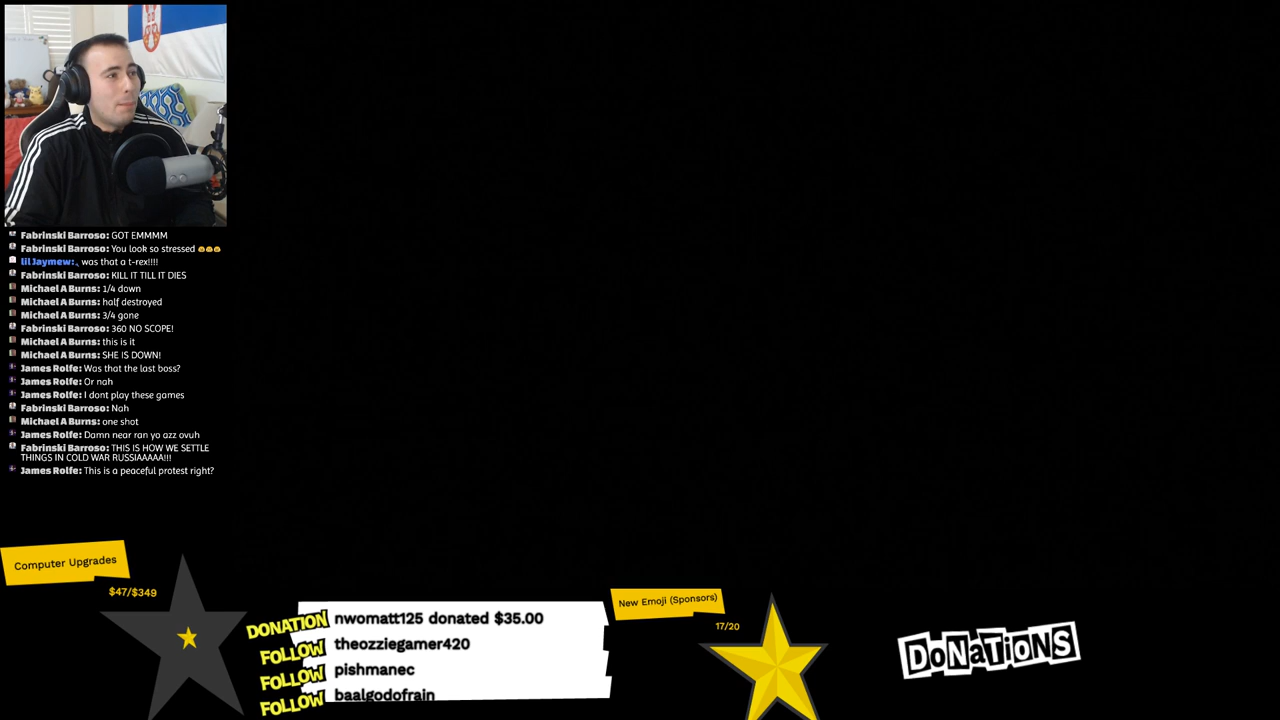 Fabrinski Barroso: GOT EMMMM
Fabrinski Barroso: You look so stressed
lil Jaymew: was that a t-rex!!!!
Fabrinski Barroso: KILL IT TILL IT DIES
Michael A Burns: 1/4 down
Michael A Burns: half destroyed
Michael A Burns: 3/4 gone
Fabrinski Barroso: 360 NO SCOPE!
Michael A Burns: this is it
Michael A Burns: SHE IS DOWN!
James Rolfe: Was that the last boss?
James Rolfe: Or nah
James Rolfe: I dont play these games
Fabrinski Barroso: Nah
Michael A Burns: one shot
James Rolfe: Damn near ran yo azz ovuh
Fabrinski Barroso: THIS IS HOW WE SETTLE
THINGS IN COLD WAR RUSSIAAAAA!!!
James Rolfe: This is a peaceful protest right?
Computer Upgrades
$47/$349
DONATION nwomatt125 donated $35.00
FOLLOW theozziegamer420
FOLLOW pishmanec
FOLLOW baalgodofrain
New Emoji (Sponsors)
17/20
DoNaTiONS